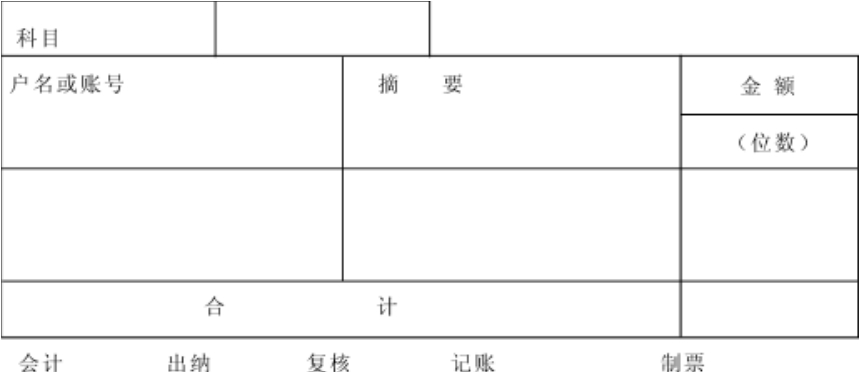 科目
户名或账号 摘 要 金 额
（位数）
合 计
会计 出纳 复核 记账 制票